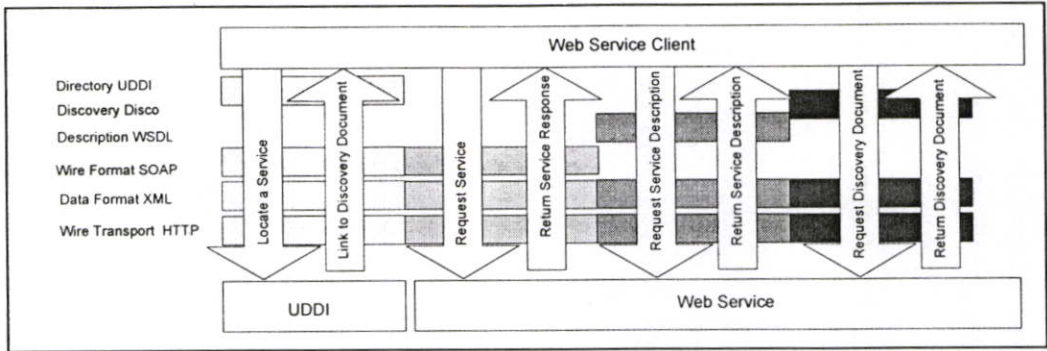 Web Service Client
Directory UDDI
Discovery Disco
Description WSDL
Wire Format SOAP
Data Format XML
Wire Transport HTTP
Locate a Service
Link to Discovery Document
Request Service
Return Service Response
Request Service Description
Return Service Description
Request Discovery Document
Return Discovery Document
UDDI
Web Service